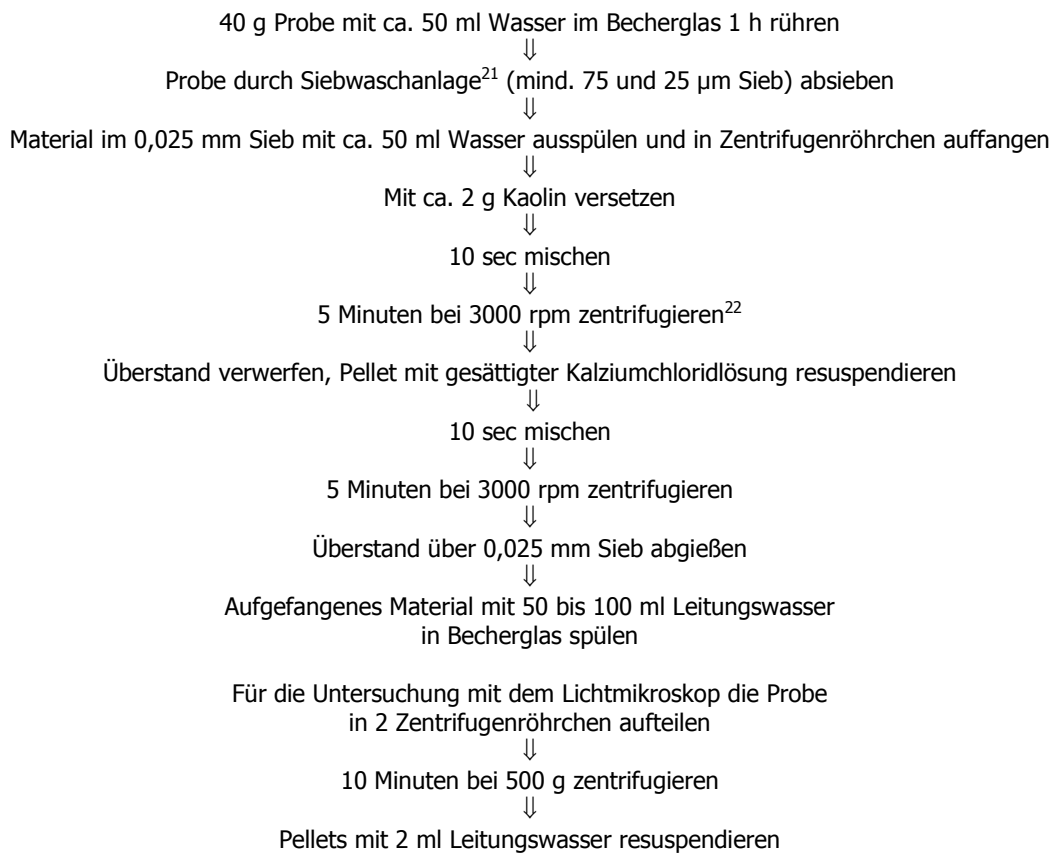 40 g Probe mit ca. 50 ml Wasser im Becherglas 1 h rühren
⇓
Probe durch Siebwaschanlage²¹ (mind. 75 und 25 µm Sieb) absieben
⇓
Material im 0,025 mm Sieb mit ca. 50 ml Wasser ausspülen und in Zentrifugenröhrchen auffangen
⇓
Mit ca. 2 g Kaolin versetzen
⇓
10 sec mischen
⇓
5 Minuten bei 3000 rpm zentrifugieren²²
⇓
Überstand verwerfen, Pellet mit gesättigter Kalziumchloridlösung resuspendieren
⇓
10 sec mischen
⇓
5 Minuten bei 3000 rpm zentrifugieren
⇓
Überstand über 0,025 mm Sieb abgießen
⇓
Aufgefangenes Material mit 50 bis 100 ml Leitungswasser
in Becherglas spülen
Für die Untersuchung mit dem Lichtmikroskop die Probe
in 2 Zentrifugenröhrchen aufteilen
⇓
10 Minuten bei 500 g zentrifugieren
⇓
Pellets mit 2 ml Leitungswasser resuspendieren